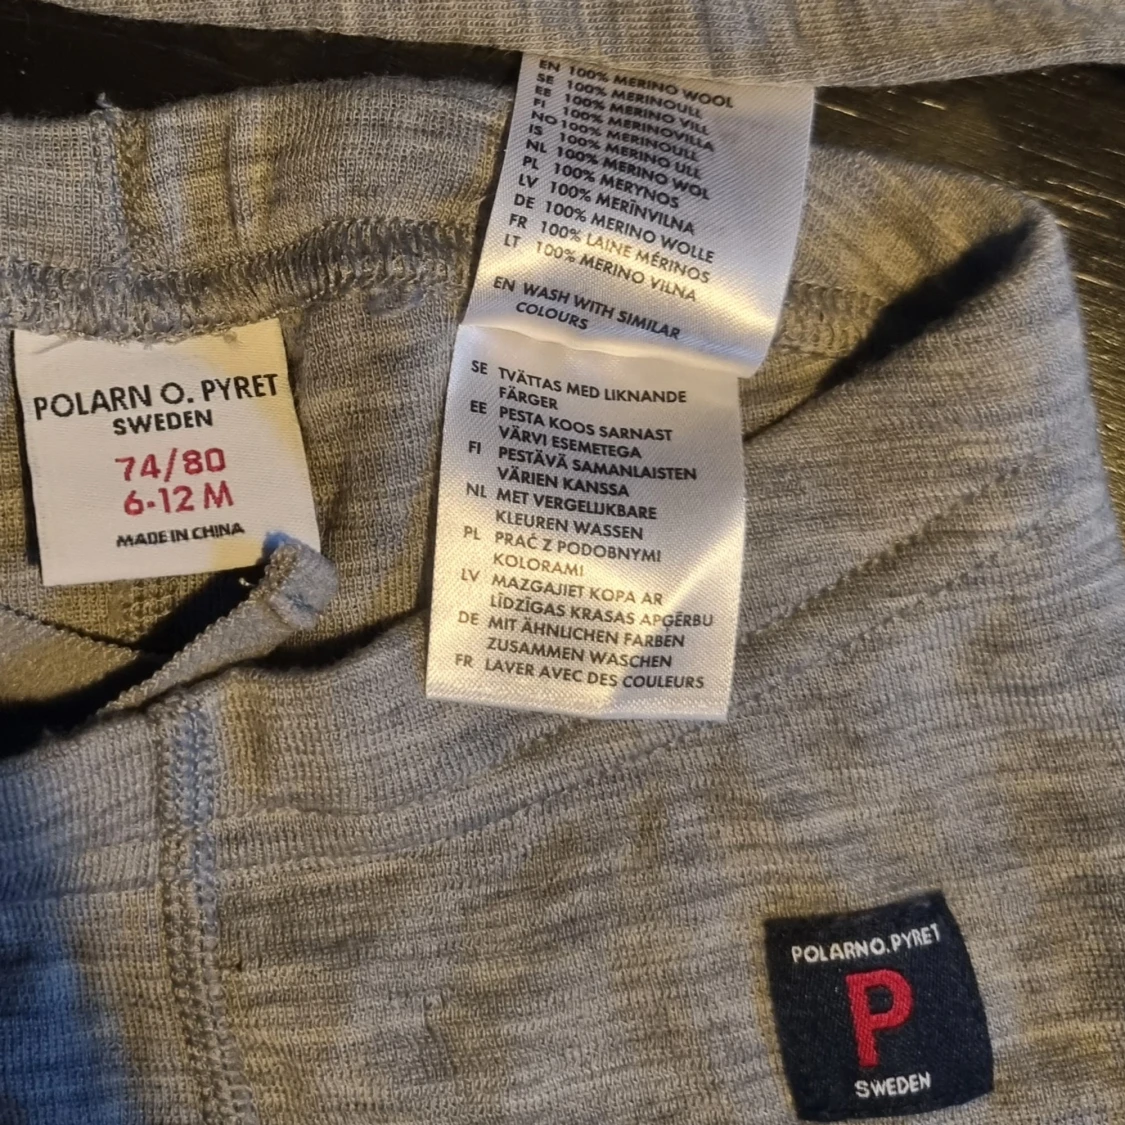 POLARN O. PYRET
SWEDEN
74/80
6-12 M
MADE IN CHINA
EN 100% MERINO WOOL
SE 100% MERINOULL
EE 100% MERINO VILL
FI 100% MERINOVILLA
NO 100% MERINOULL
IS 100% MERINO ULL
NL 100% MERINO WOL
PL 100% MERYNOS
LV 100% MERĪNVILNA
DE 100% MERINO WOLLE
FR 100% LAINE MÉRINOS
LT 100% MERINO VILNA
EN WASH WITH SIMILAR
COLOURS
SE TVÄTTAS MED LIKNANDE
FÄRGER
EE PESTA KOOS SARNAST
VÄRVI ESEMETEGA
FI PESTÄVÄ SAMANLAISTEN
VÄRIEN KANSSA
NL MET VERGELIJKBARE
KLEUREN WASSEN
PL PRAĆ Z PODOBNYMI
KOLORAMI
LV MAZGAJIET KOPA AR
LĪDZĪGAS KRASAS APĢĒRBU
DE MIT ÄHNLICHEN FARBEN
ZUSAMMEN WASCHEN
FR LAVER AVEC DES COULEURS
POLARN O. PYRET
P
SWEDEN